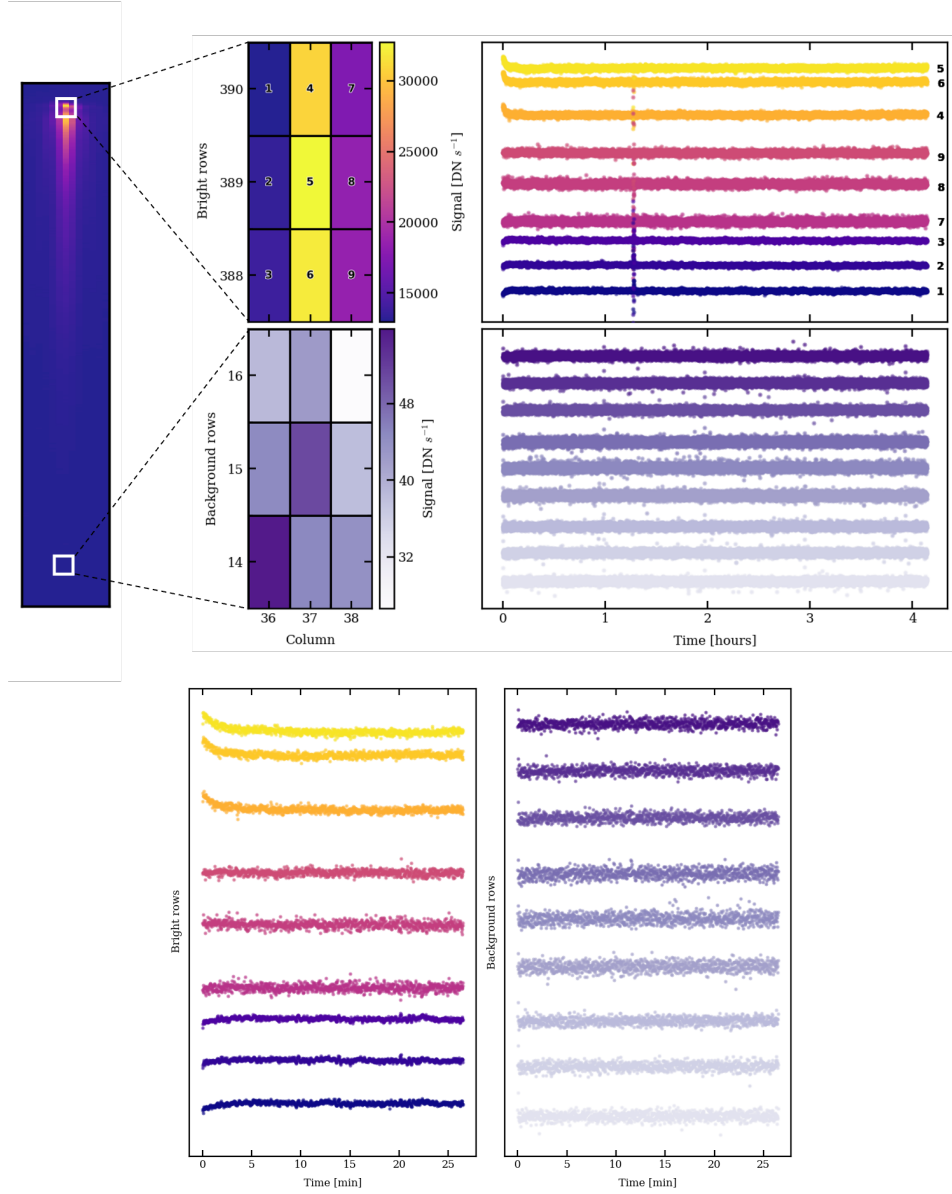 Bright rows
390
389
388
1 4 7
2 5 8
3 6 9
30000
25000
20000
15000
Signal [DN s⁻¹]
5
6
4
9
8
7
3
2
1
Background rows
16
15
14
36 37 38
Column
48
40
32
Signal [DN s⁻¹]
0 1 2 3 4
Time [hours]
Bright rows
0 5 10 15 20 25
Time [min]
Background rows
0 5 10 15 20 25
Time [min]